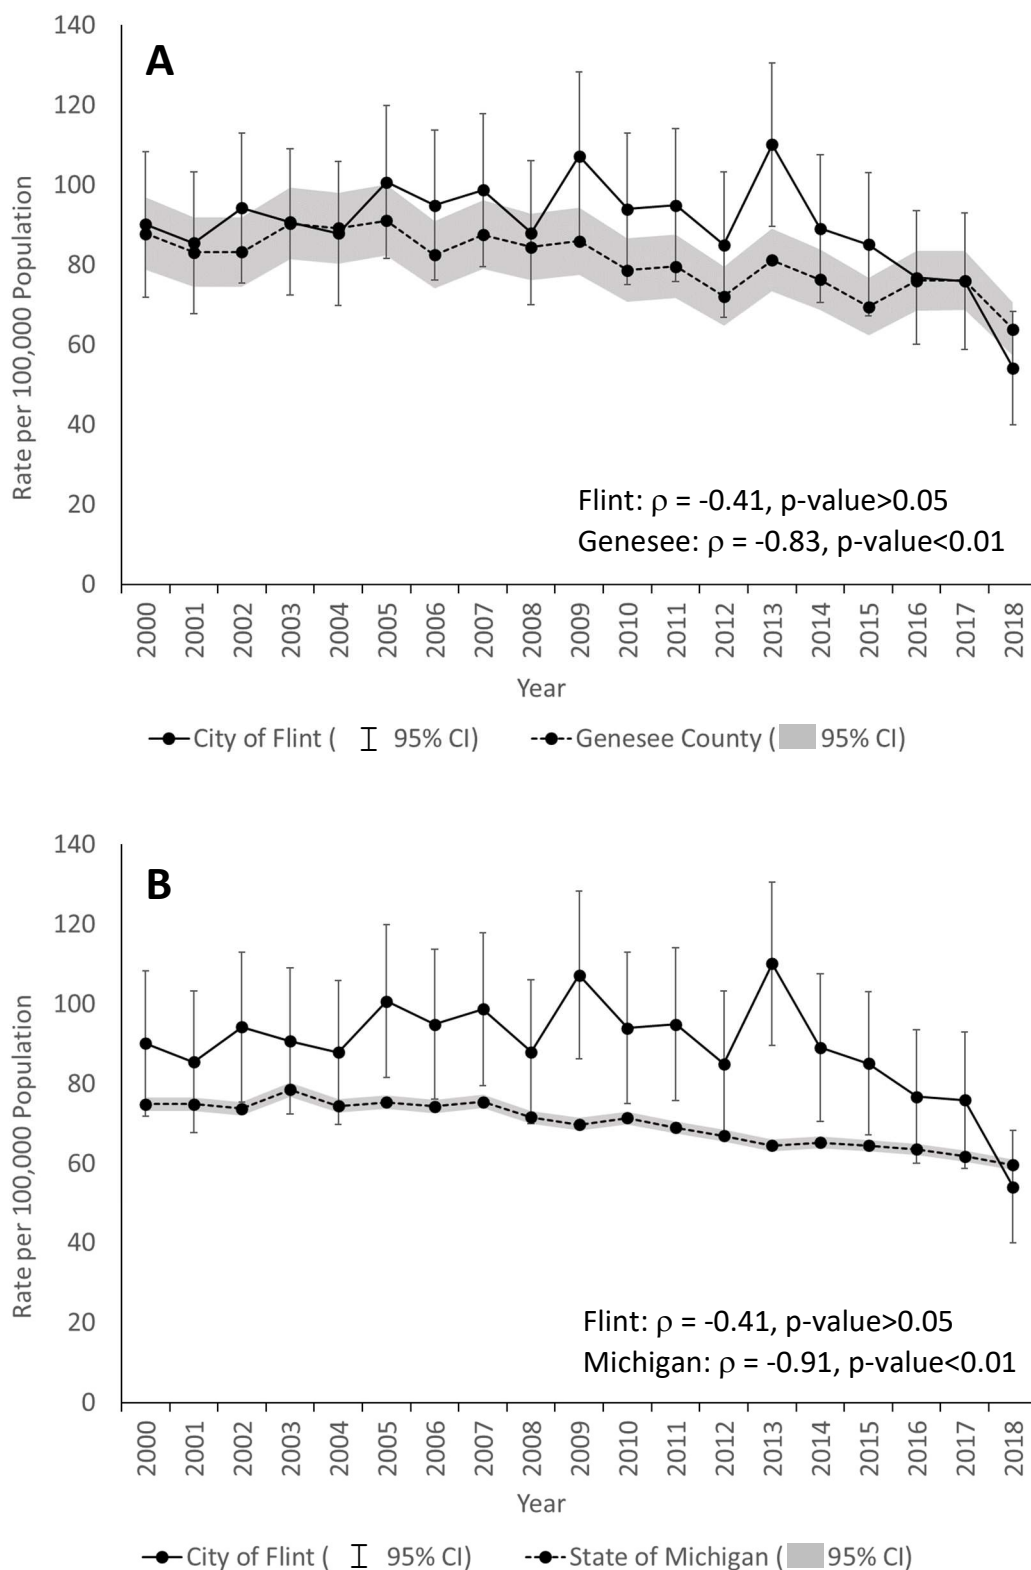 140
A
120
100
80
60
40
20
0
Rate per 100,000 Population
Flint: ρ = -0.41, p-value>0.05
Genesee: ρ = -0.83, p-value<0.01
2000 2001 2002 2003 2004 2005 2006 2007 2008 2009 2010 2011 2012 2013 2014 2015 2016 2017 2018
Year
City of Flint ( 95% CI) Genesee County ( 95% CI)
140
B
120
100
80
60
40
20
0
Rate per 100,000 Population
Flint: ρ = -0.41, p-value>0.05
Michigan: ρ = -0.91, p-value<0.01
2000 2001 2002 2003 2004 2005 2006 2007 2008 2009 2010 2011 2012 2013 2014 2015 2016 2017 2018
Year
City of Flint ( 95% CI) State of Michigan ( 95% CI)